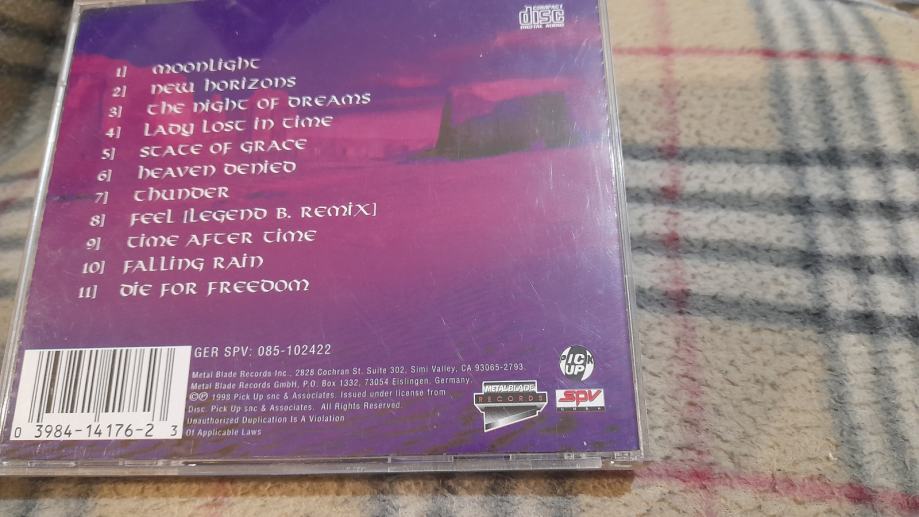 COMPACT
disc
DIGITAL AUDIO
1] MOONLIGHT
2] NEW HORIZONS
3] THE NIGHT OF DREAMS
4] LADY LOST IN TIME
5] STATE OF GRACE
6] HEAVEN DENIED
7] THUNDER
8] FEEL [LEGEND B. REMIX]
9] TIME AFTER TIME
10] FALLING RAIN
11] DIE FOR FREEDOM
GER SPV: 085-102422
Metal Blade Records Inc., 2828 Cochran St. Suite 302, Simi Valley, CA 93065-2793.
Metal Blade Records GmbH, P.O. Box 1332, 73054 Eislingen, Germany.
©℗ 1998 Pick Up snc & Associates. Issued under license from
Disc. Pick Up snc & Associates. All Rights Reserved.
Unauthorized Duplication Is A Violation
Of Applicable Laws
0 3984-14176-2 3
PICK
UP
METAL BLADE
RECORDS
SPV